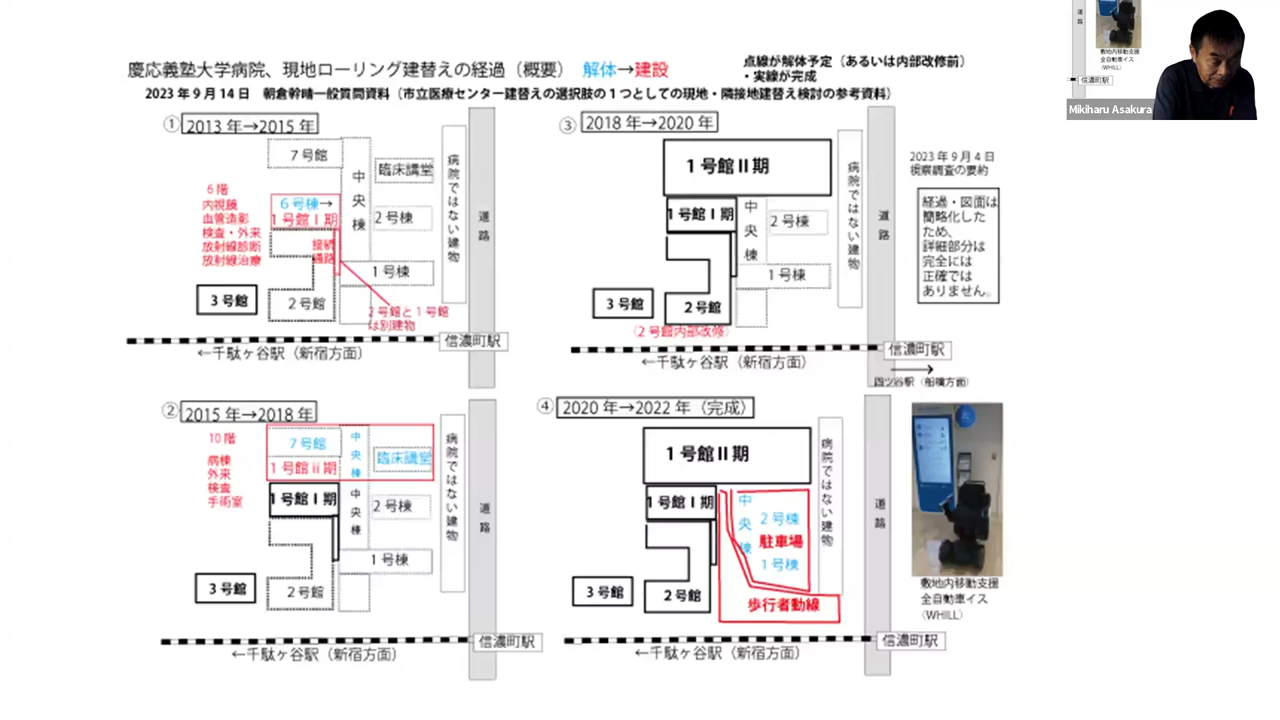 慶応義塾大学病院、現地ローリング建替えの経過（概要） 解体→建設
点線が解体予定（あるいは内部改修前）
・実線が完成
2023年9月14日 朝倉幹晴一般質問資料（市立医療センター建替えの選択肢の１つとしての現地・隣接地建替え検討の参考資料）
① 2013年→2015年
7号館
中央棟
臨床講堂
病院ではない建物
道路
6階
内視鏡
血管造影
検査・外来
放射線診断
放射線治療
6号棟→
1号館Ⅰ期
2号棟
接続
通路
1号棟
3号館
2号館
2号館と1号館
は別建物
信濃町駅
←千駄ヶ谷駅（新宿方面）
② 2015年→2018年
10階
病棟
外来
検査
手術室
7号館
1号館Ⅱ期
中央棟
臨床講堂
病院ではない建物
道路
1号館Ⅰ期
中央棟
2号棟
1号棟
3号館
2号館
信濃町駅
←千駄ヶ谷駅（新宿方面）
③ 2018年→2020年
1号館Ⅱ期
病院ではない建物
道路
1号館Ⅰ期
中央棟
2号棟
1号棟
3号館
2号館
（2号館内部改修）
信濃町駅
←千駄ヶ谷駅（新宿方面）
四ツ谷駅（船橋方面）
④ 2020年→2022年（完成）
1号館Ⅱ期
病院ではない建物
道路
1号館Ⅰ期
中央棟
2号棟
駐車場
1号棟
3号館
2号館
歩行者動線
信濃町駅
←千駄ヶ谷駅（新宿方面）
2023年9月4日
視察調査の要約
経過・図面は
簡略化した
ため、
詳細部分は
完全には
正確では
ありません。
敷地内移動支援
全自動車イス
（WHILL）
道路
敷地内移動支援
全自動車イス
（WHILL）
信濃町駅
Mikiharu Asakura